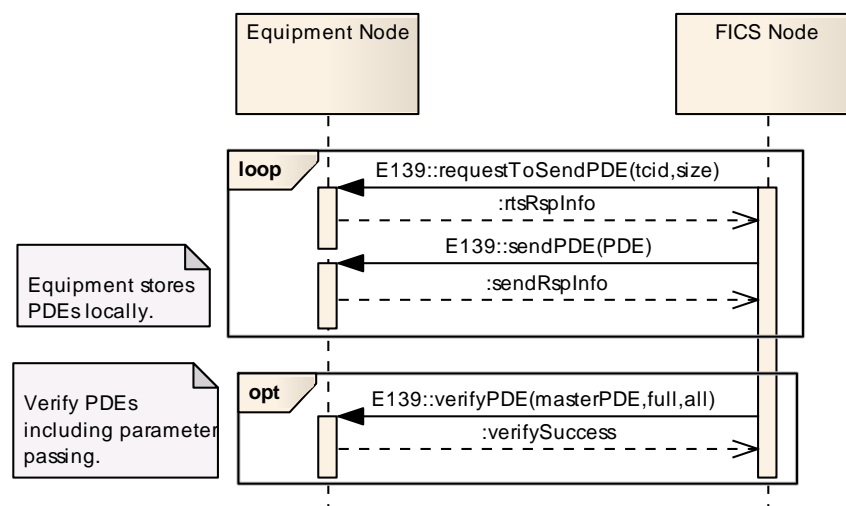 Equipment Node
FICS Node
loop
E139::requestToSendPDE(tcid,size)
:rtsRspInfo
E139::sendPDE(PDE)
:sendRspInfo
Equipment stores
PDEs locally.
opt
E139::verifyPDE(masterPDE,full,all)
:verifySuccess
Verify PDEs
including parameter
passing.